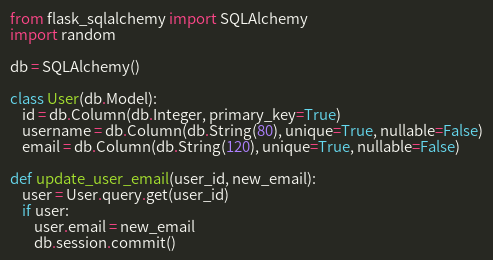 from flask_sqlalchemy import SQLAlchemy
import random

db = SQLAlchemy()

class User(db.Model):
    id = db.Column(db.Integer, primary_key=True)
    username = db.Column(db.String(80), unique=True, nullable=False)
    email = db.Column(db.String(120), unique=True, nullable=False)

def update_user_email(user_id, new_email):
    user = User.query.get(user_id)
    if user:
        user.email = new_email
        db.session.commit()